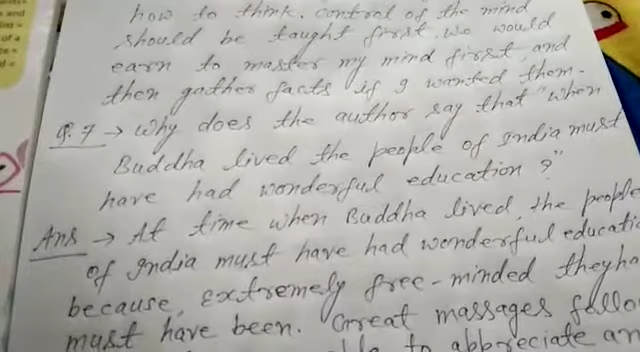 how to think. control of the mind
should be taught first. we would
earn to master my mind first, and
then gather facts if I wanted them.
Q.7 → Why does the author say that "when
Buddha lived the people of India must
have had wonderful education ?"
Ans → At time when Buddha lived, the people
of India must have had wonderful educatio
because, extremely free-minded they ha
must have been. Great massages follo
to appreciate an